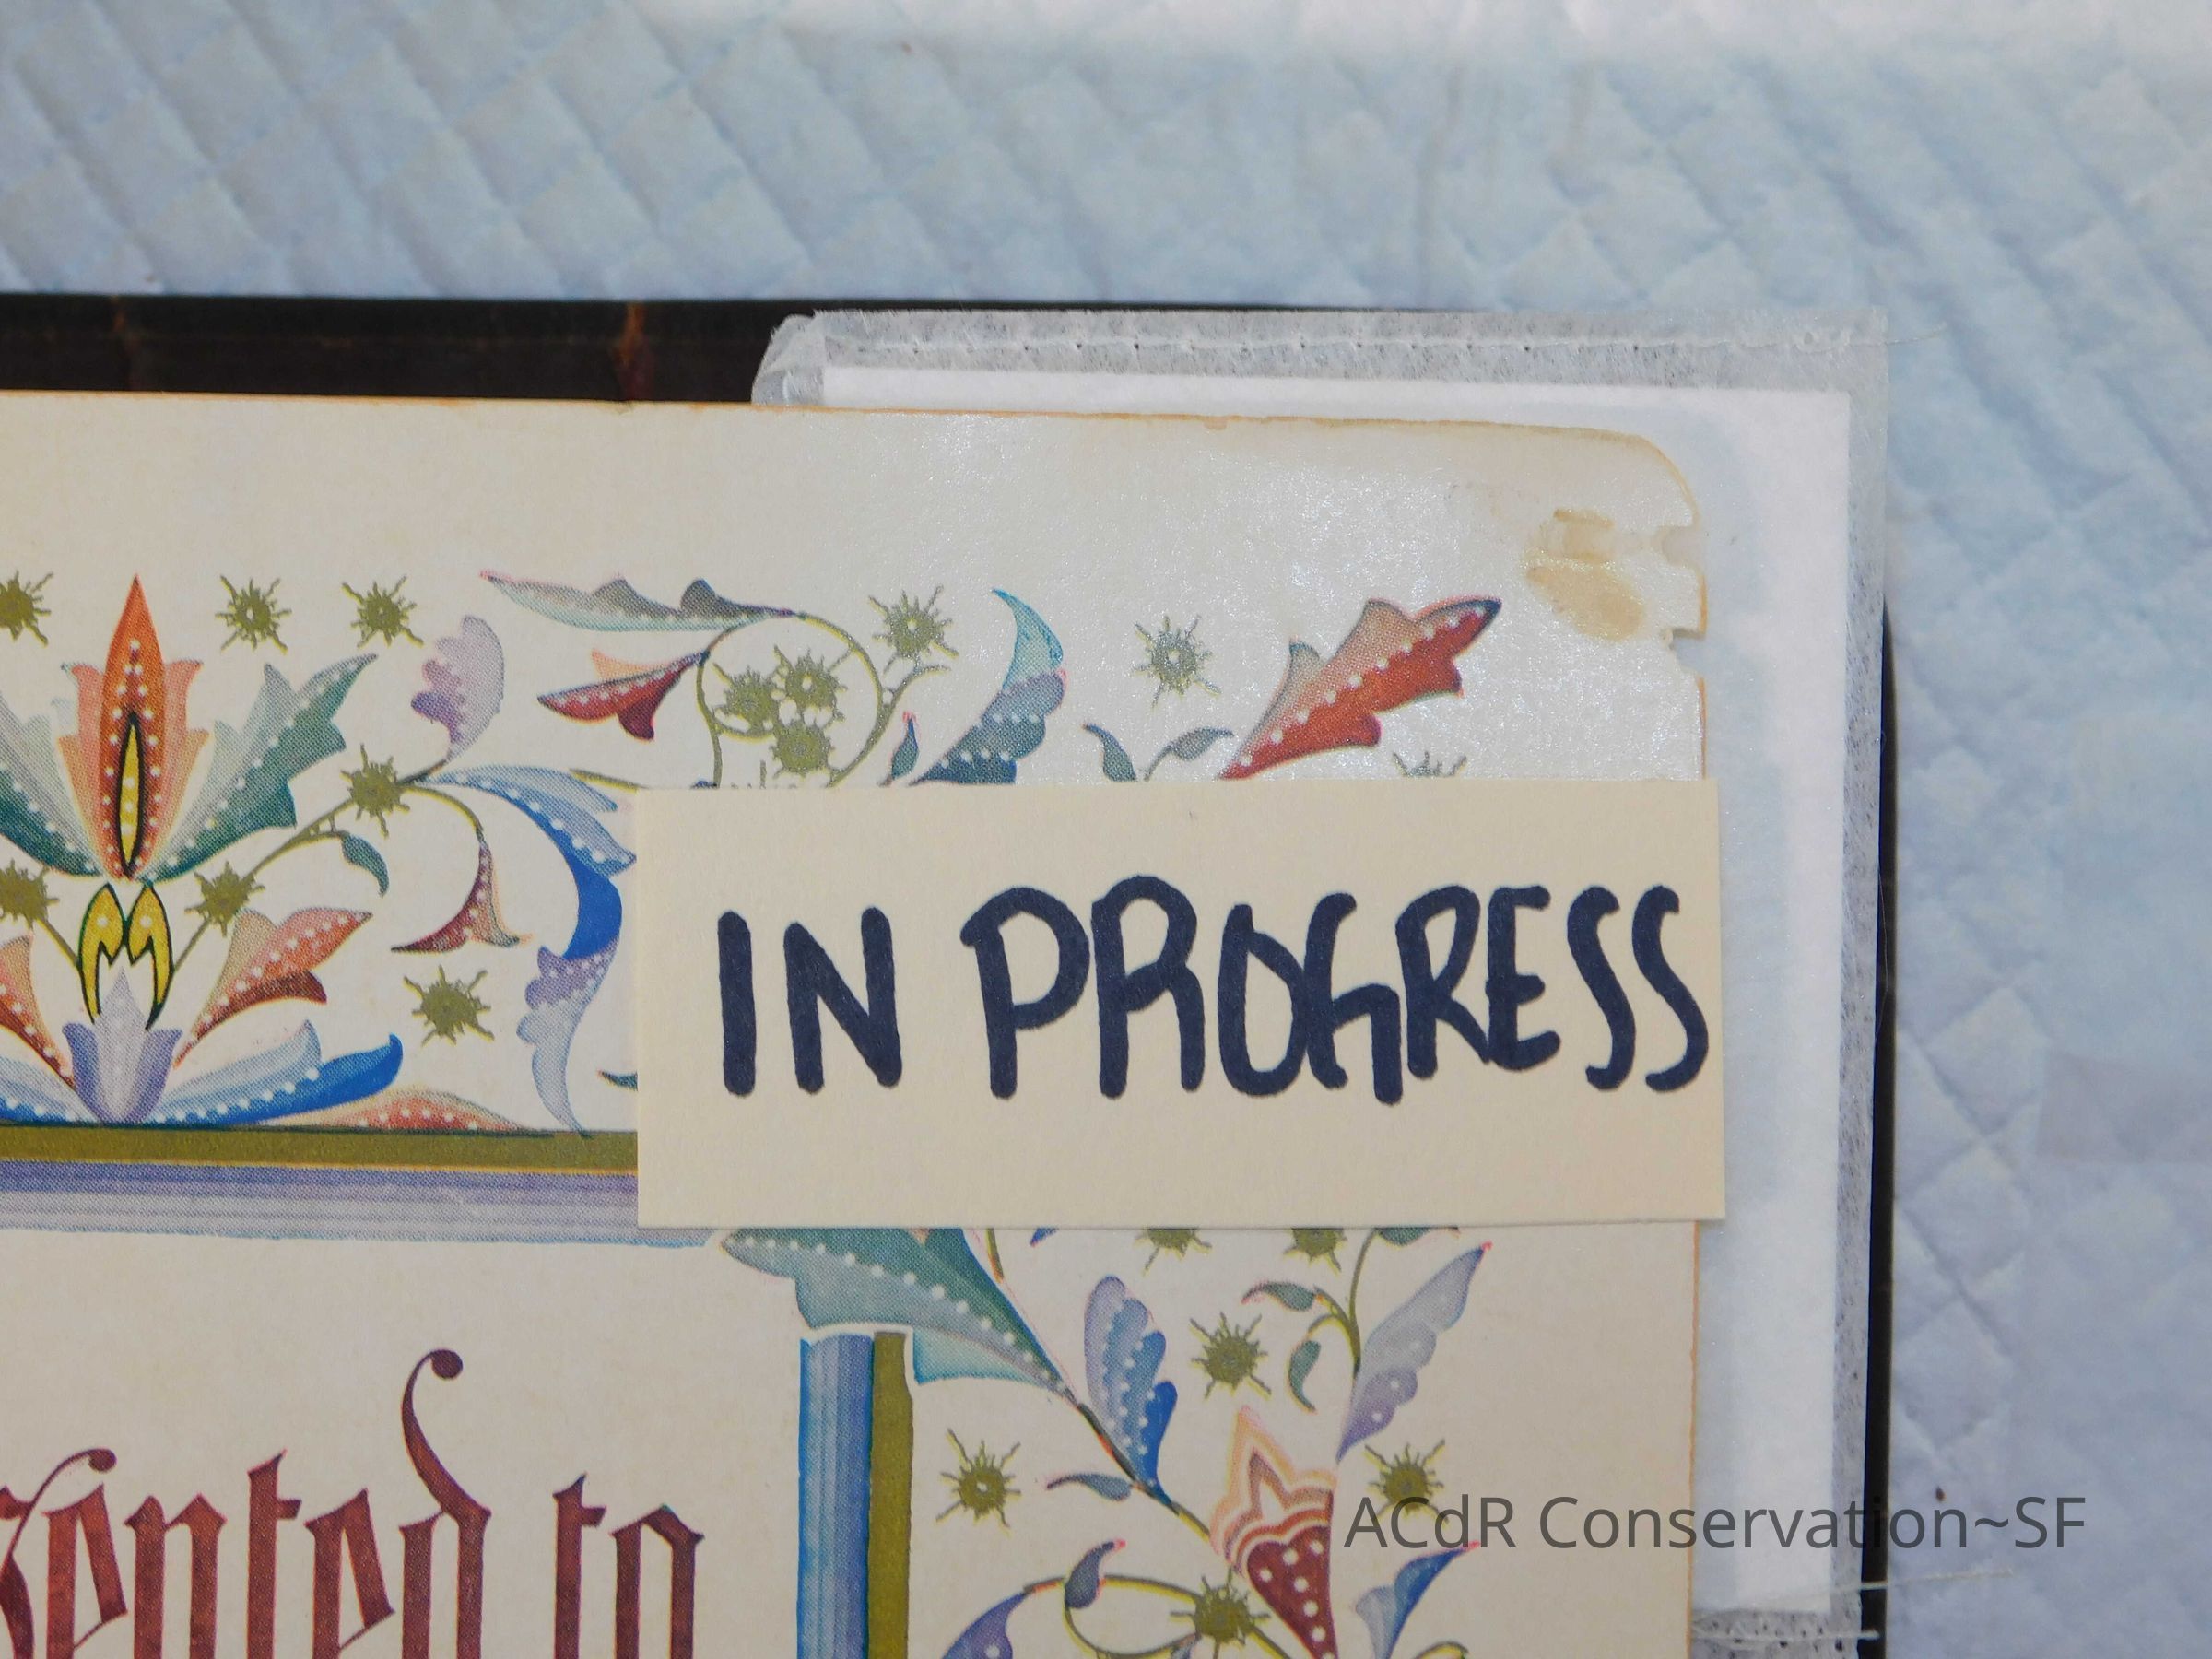 IN PROGRESS
sented to
ACdR Conservation~SF